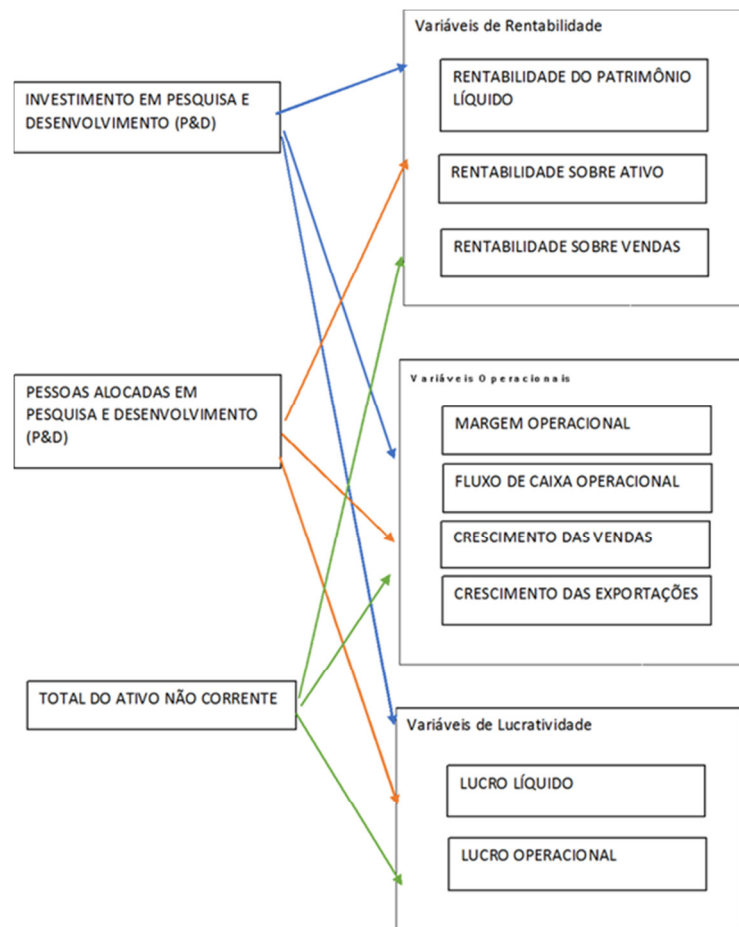 Variáveis de Rentabilidade
INVESTIMENTO EM PESQUISA E
DESENVOLVIMENTO (P&D)
RENTABILIDADE DO PATRIMÔNIO
LÍQUIDO
RENTABILIDADE SOBRE ATIVO
RENTABILIDADE SOBRE VENDAS
PESSOAS ALOCADAS EM
PESQUISA E DESENVOLVIMENTO
(P&D)
Variáveis Operacionais
MARGEM OPERACIONAL
FLUXO DE CAIXA OPERACIONAL
CRESCIMENTO DAS VENDAS
CRESCIMENTO DAS EXPORTAÇÕES
TOTAL DO ATIVO NÃO CORRENTE
Variáveis de Lucratividade
LUCRO LÍQUIDO
LUCRO OPERACIONAL